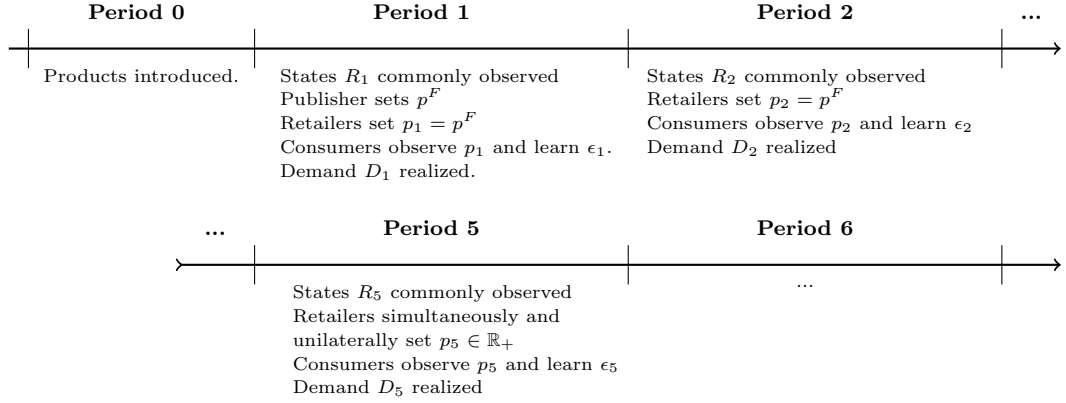 Period 0
Period 1
Period 2
...
Products introduced.
States R₁ commonly observed
Publisher sets pᶠ
Retailers set p₁ = pᶠ
Consumers observe p₁ and learn ϵ₁.
Demand D₁ realized.
States R₂ commonly observed
Retailers set p₂ = pᶠ
Consumers observe p₂ and learn ϵ₂
Demand D₂ realized
...
Period 5
Period 6
States R₅ commonly observed
Retailers simultaneously and
unilaterally set p₅ ∈ ℝ₊
Consumers observe p₅ and learn ϵ₅
Demand D₅ realized
...